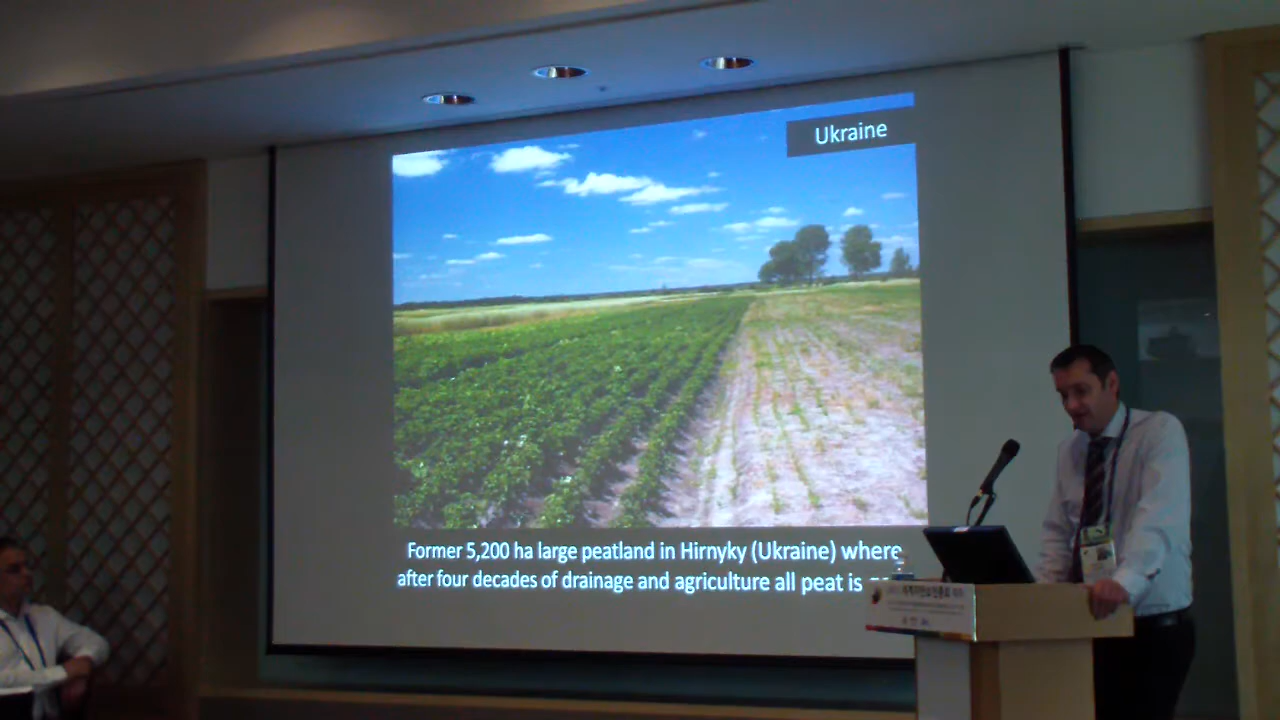 Ukraine
Former 5,200 ha large peatland in Hirnyky (Ukraine) where
after four decades of drainage and agriculture all peat is